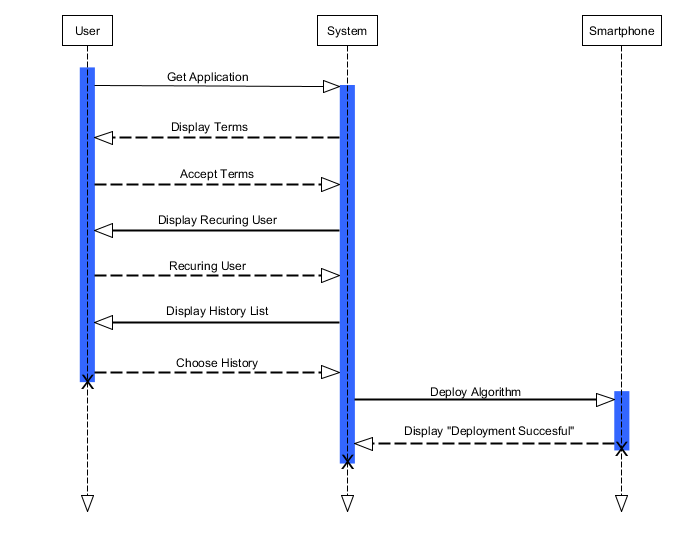 User
System
Smartphone
Get Application
Display Terms
Accept Terms
Display Recuring User
Recuring User
Display History List
Choose History
Deploy Algorithm
Display "Deployment Succesful"